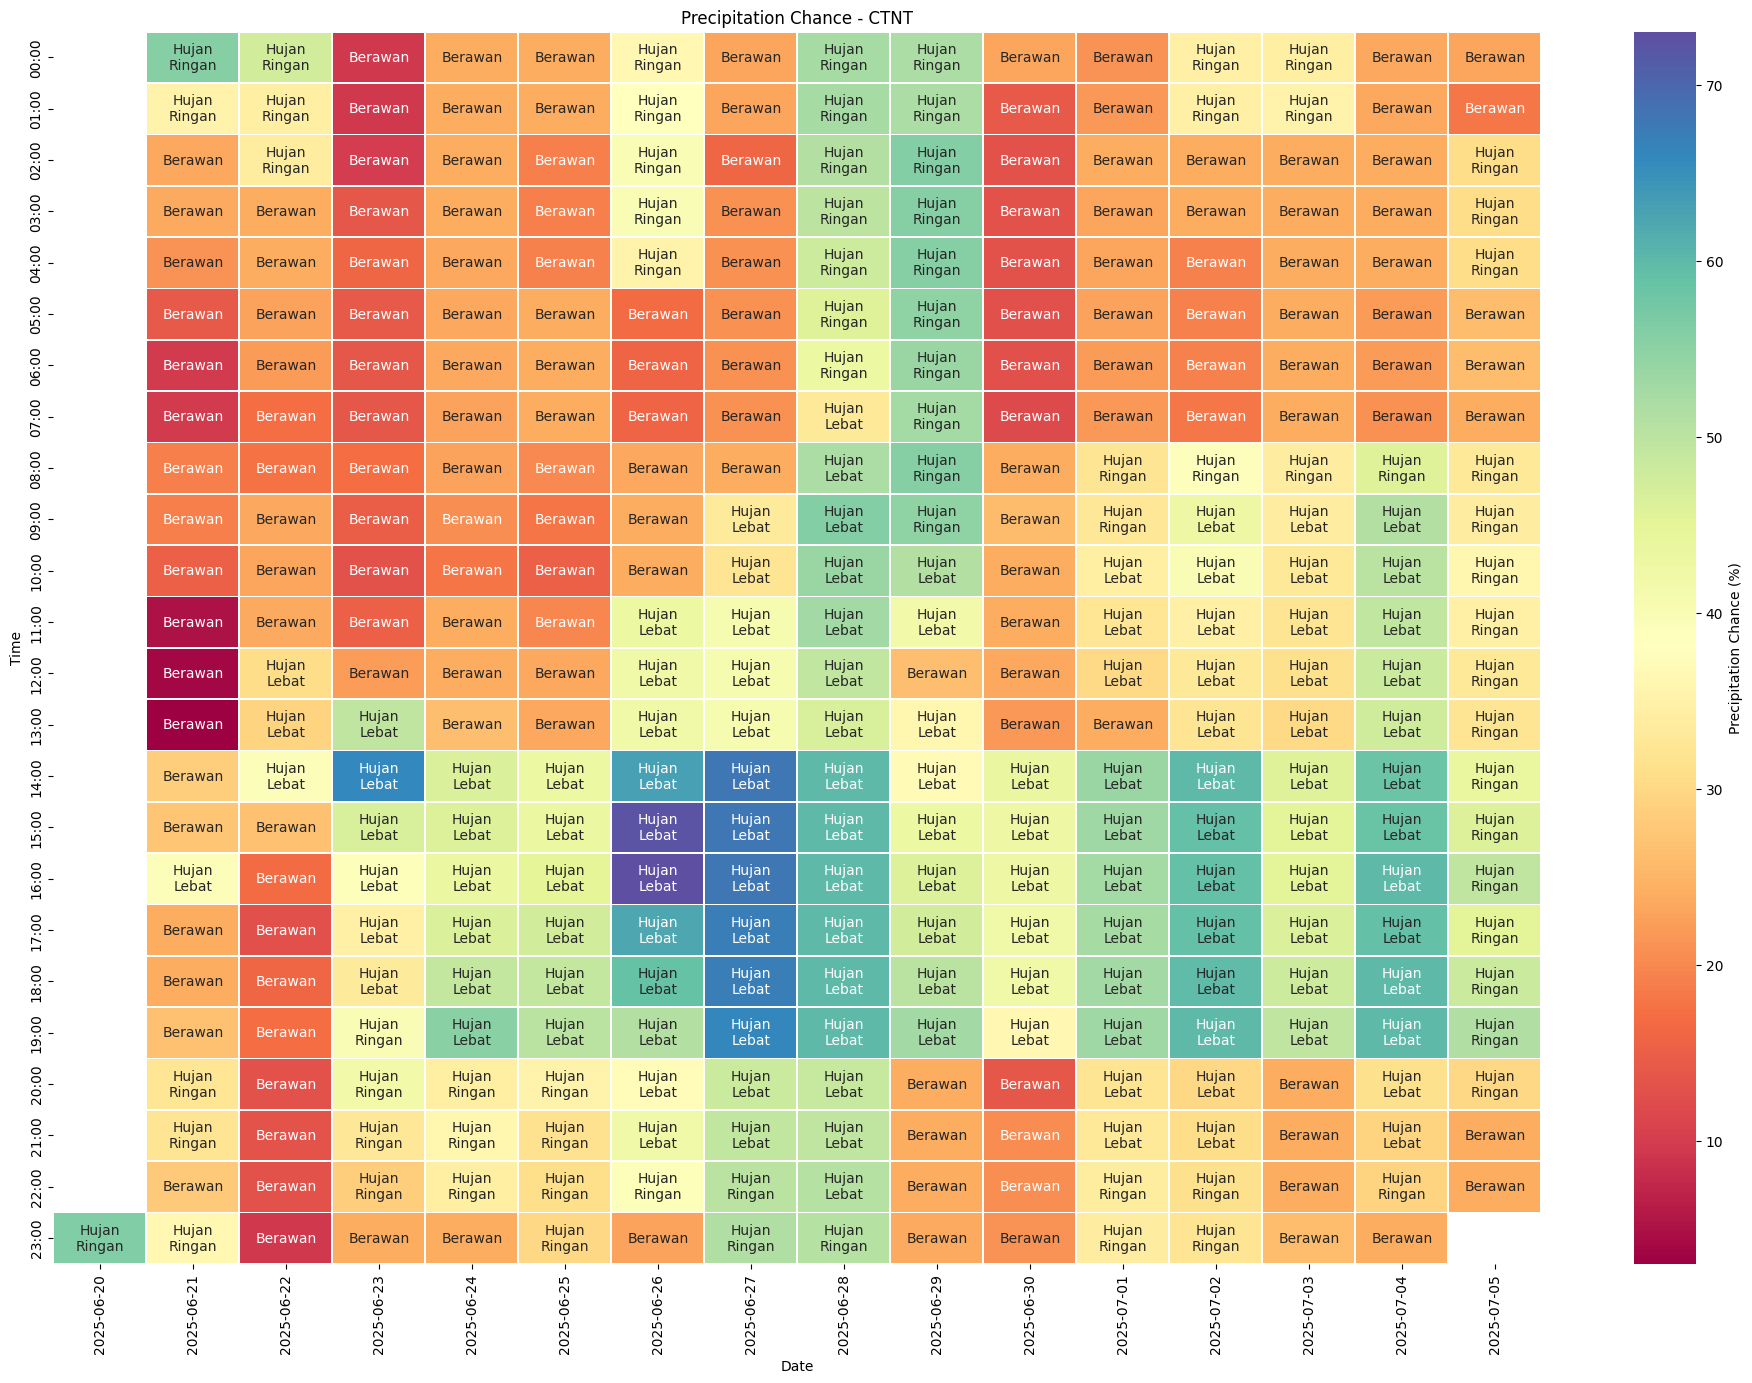 Precipitation Chance - CTNT
00:00 Hujan Ringan Hujan Ringan Berawan Berawan Berawan Hujan Ringan Berawan Hujan Ringan Hujan Ringan Berawan Berawan Hujan Ringan Hujan Ringan Berawan Berawan
01:00 Hujan Ringan Hujan Ringan Berawan Berawan Berawan Hujan Ringan Berawan Hujan Ringan Hujan Ringan Berawan Berawan Hujan Ringan Hujan Ringan Berawan Berawan
02:00 Berawan Hujan Ringan Berawan Berawan Berawan Hujan Ringan Berawan Hujan Ringan Hujan Ringan Berawan Berawan Berawan Berawan Berawan Hujan Ringan
03:00 Berawan Berawan Berawan Berawan Berawan Hujan Ringan Berawan Hujan Ringan Hujan Ringan Berawan Berawan Berawan Berawan Berawan Hujan Ringan
04:00 Berawan Berawan Berawan Berawan Berawan Hujan Ringan Berawan Hujan Ringan Hujan Ringan Berawan Berawan Berawan Berawan Berawan Hujan Ringan
05:00 Berawan Berawan Berawan Berawan Berawan Berawan Berawan Hujan Ringan Hujan Ringan Berawan Berawan Berawan Berawan Berawan Berawan
06:00 Berawan Berawan Berawan Berawan Berawan Berawan Berawan Hujan Ringan Hujan Ringan Berawan Berawan Berawan Berawan Berawan Berawan
07:00 Berawan Berawan Berawan Berawan Berawan Berawan Berawan Hujan Lebat Hujan Ringan Berawan Berawan Berawan Berawan Berawan Berawan
08:00 Berawan Berawan Berawan Berawan Berawan Berawan Berawan Hujan Lebat Hujan Ringan Berawan Hujan Ringan Hujan Ringan Hujan Ringan Hujan Ringan Hujan Ringan
09:00 Berawan Berawan Berawan Berawan Berawan Berawan Hujan Lebat Hujan Lebat Hujan Ringan Berawan Hujan Ringan Hujan Lebat Hujan Lebat Hujan Lebat Hujan Ringan
10:00 Berawan Berawan Berawan Berawan Berawan Berawan Hujan Lebat Hujan Lebat Hujan Lebat Berawan Hujan Lebat Hujan Lebat Hujan Lebat Hujan Lebat Hujan Ringan
11:00 Berawan Berawan Berawan Berawan Berawan Hujan Lebat Hujan Lebat Hujan Lebat Hujan Lebat Berawan Hujan Lebat Hujan Lebat Hujan Lebat Hujan Lebat Hujan Ringan
12:00 Berawan Hujan Lebat Berawan Berawan Berawan Hujan Lebat Hujan Lebat Hujan Lebat Berawan Berawan Hujan Lebat Hujan Lebat Hujan Lebat Hujan Lebat Hujan Ringan
13:00 Berawan Hujan Lebat Hujan Lebat Berawan Berawan Hujan Lebat Hujan Lebat Hujan Lebat Hujan Lebat Berawan Berawan Hujan Lebat Hujan Lebat Hujan Lebat Hujan Ringan
14:00 Berawan Hujan Lebat Hujan Lebat Hujan Lebat Hujan Lebat Hujan Lebat Hujan Lebat Hujan Lebat Hujan Lebat Hujan Lebat Hujan Lebat Hujan Lebat Hujan Lebat Hujan Lebat Hujan Ringan
15:00 Berawan Berawan Hujan Lebat Hujan Lebat Hujan Lebat Hujan Lebat Hujan Lebat Hujan Lebat Hujan Lebat Hujan Lebat Hujan Lebat Hujan Lebat Hujan Lebat Hujan Lebat Hujan Ringan
16:00 Hujan Lebat Berawan Hujan Lebat Hujan Lebat Hujan Lebat Hujan Lebat Hujan Lebat Hujan Lebat Hujan Lebat Hujan Lebat Hujan Lebat Hujan Lebat Hujan Lebat Hujan Lebat Hujan Ringan
17:00 Berawan Berawan Hujan Lebat Hujan Lebat Hujan Lebat Hujan Lebat Hujan Lebat Hujan Lebat Hujan Lebat Hujan Lebat Hujan Lebat Hujan Lebat Hujan Lebat Hujan Lebat Hujan Ringan
18:00 Berawan Berawan Hujan Lebat Hujan Lebat Hujan Lebat Hujan Lebat Hujan Lebat Hujan Lebat Hujan Lebat Hujan Lebat Hujan Lebat Hujan Lebat Hujan Lebat Hujan Lebat Hujan Ringan
19:00 Berawan Berawan Hujan Ringan Hujan Lebat Hujan Lebat Hujan Lebat Hujan Lebat Hujan Lebat Hujan Lebat Hujan Lebat Hujan Lebat Hujan Lebat Hujan Lebat Hujan Lebat Hujan Ringan
20:00 Hujan Ringan Berawan Hujan Ringan Hujan Ringan Hujan Ringan Hujan Lebat Hujan Lebat Hujan Lebat Berawan Berawan Hujan Lebat Hujan Lebat Berawan Hujan Lebat Hujan Ringan
21:00 Hujan Ringan Berawan Hujan Ringan Hujan Ringan Hujan Ringan Hujan Lebat Hujan Lebat Hujan Lebat Berawan Berawan Hujan Lebat Hujan Lebat Berawan Hujan Lebat Berawan
22:00 Berawan Berawan Hujan Ringan Hujan Ringan Hujan Ringan Hujan Ringan Hujan Ringan Hujan Lebat Berawan Berawan Hujan Ringan Hujan Ringan Berawan Hujan Ringan Berawan
23:00 Hujan Ringan Hujan Ringan Berawan Berawan Berawan Hujan Ringan Berawan Hujan Ringan Hujan Ringan Berawan Berawan Hujan Ringan Hujan Ringan Berawan Berawan
Time
2025-06-20 2025-06-21 2025-06-22 2025-06-23 2025-06-24 2025-06-25 2025-06-26 2025-06-27 2025-06-28 2025-06-29 2025-06-30 2025-07-01 2025-07-02 2025-07-03 2025-07-04 2025-07-05
Date
70
60
50
40
30
20
10
Precipitation Chance (%)